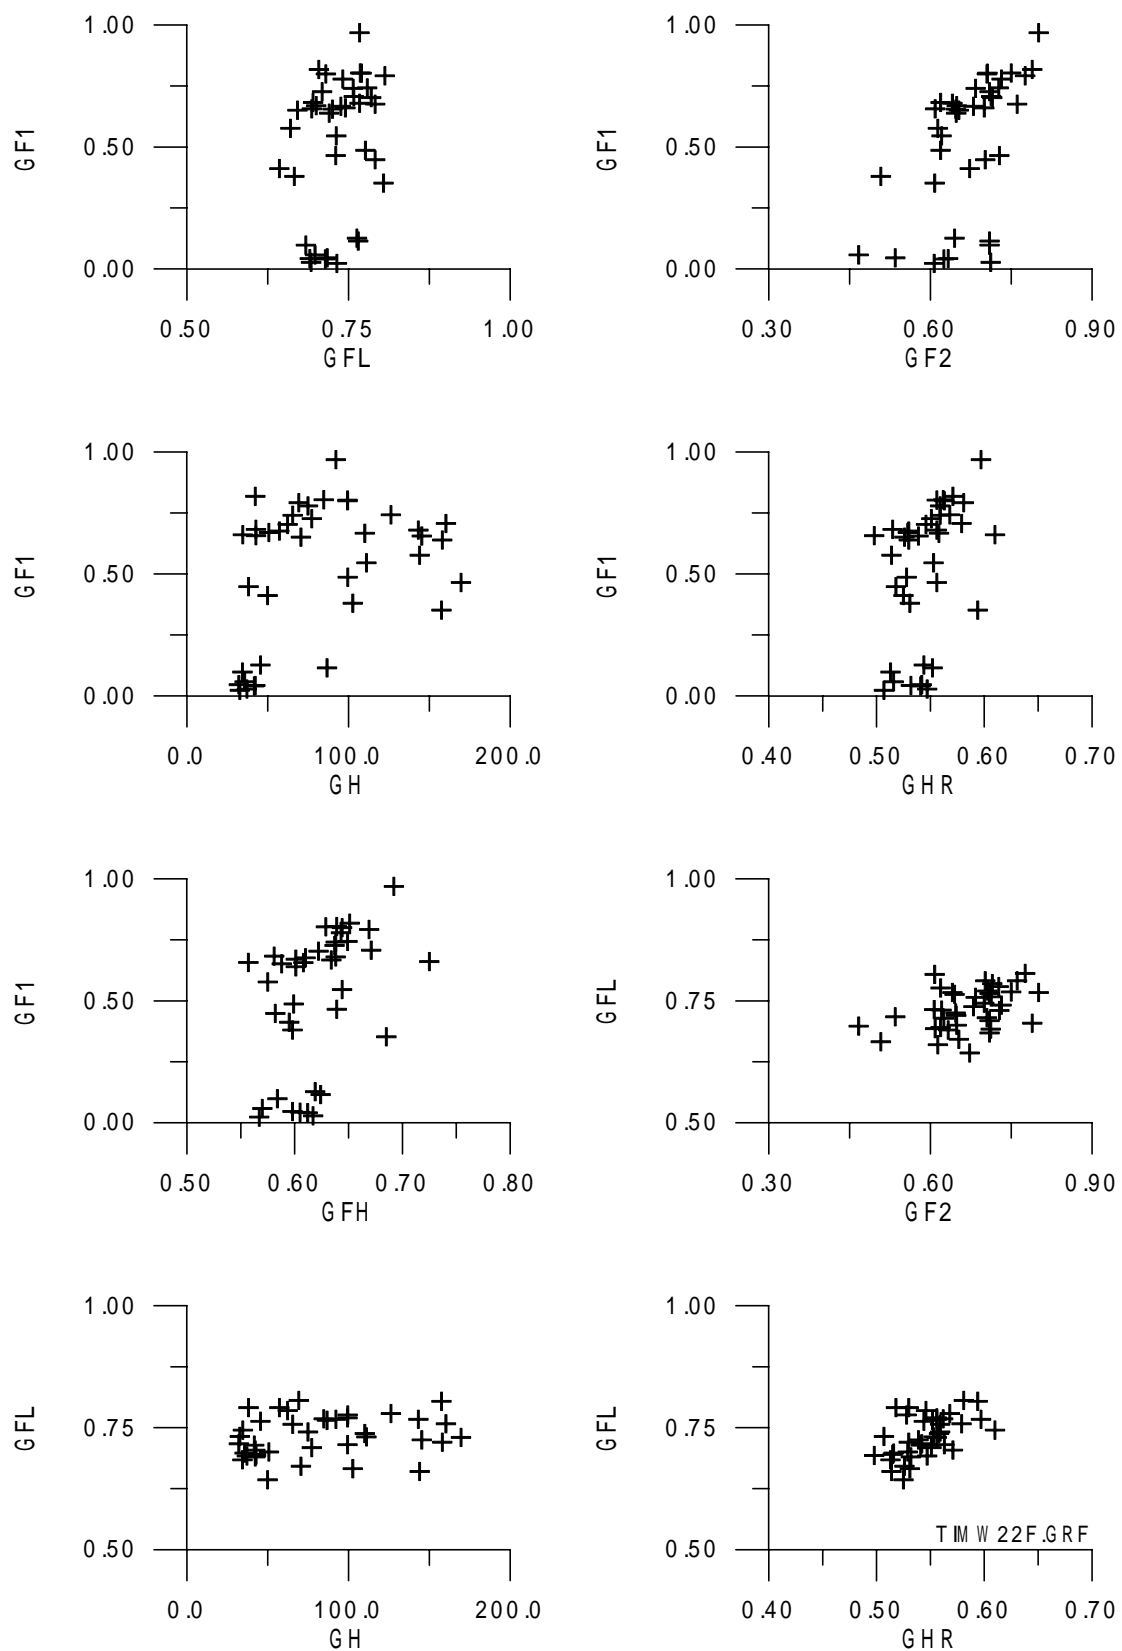 1.00 1.00
GF1 0.50 GF1 0.50
0.00 0.00
0.50 0.75 1.00 0.30 0.60 0.90
GFL GF2
1.00 1.00
GF1 0.50 GF1 0.50
0.00 0.00
0.0 100.0 200.0 0.40 0.50 0.60 0.70
GH GHR
1.00 1.00
GF1 0.50 GFL 0.75
0.00 0.50
0.50 0.60 0.70 0.80 0.30 0.60 0.90
GFH GF2
1.00 1.00
GFL 0.75 GFL 0.75
TIMW22F.GRF
0.50 0.50
0.0 100.0 200.0 0.40 0.50 0.60 0.70
GH GHR